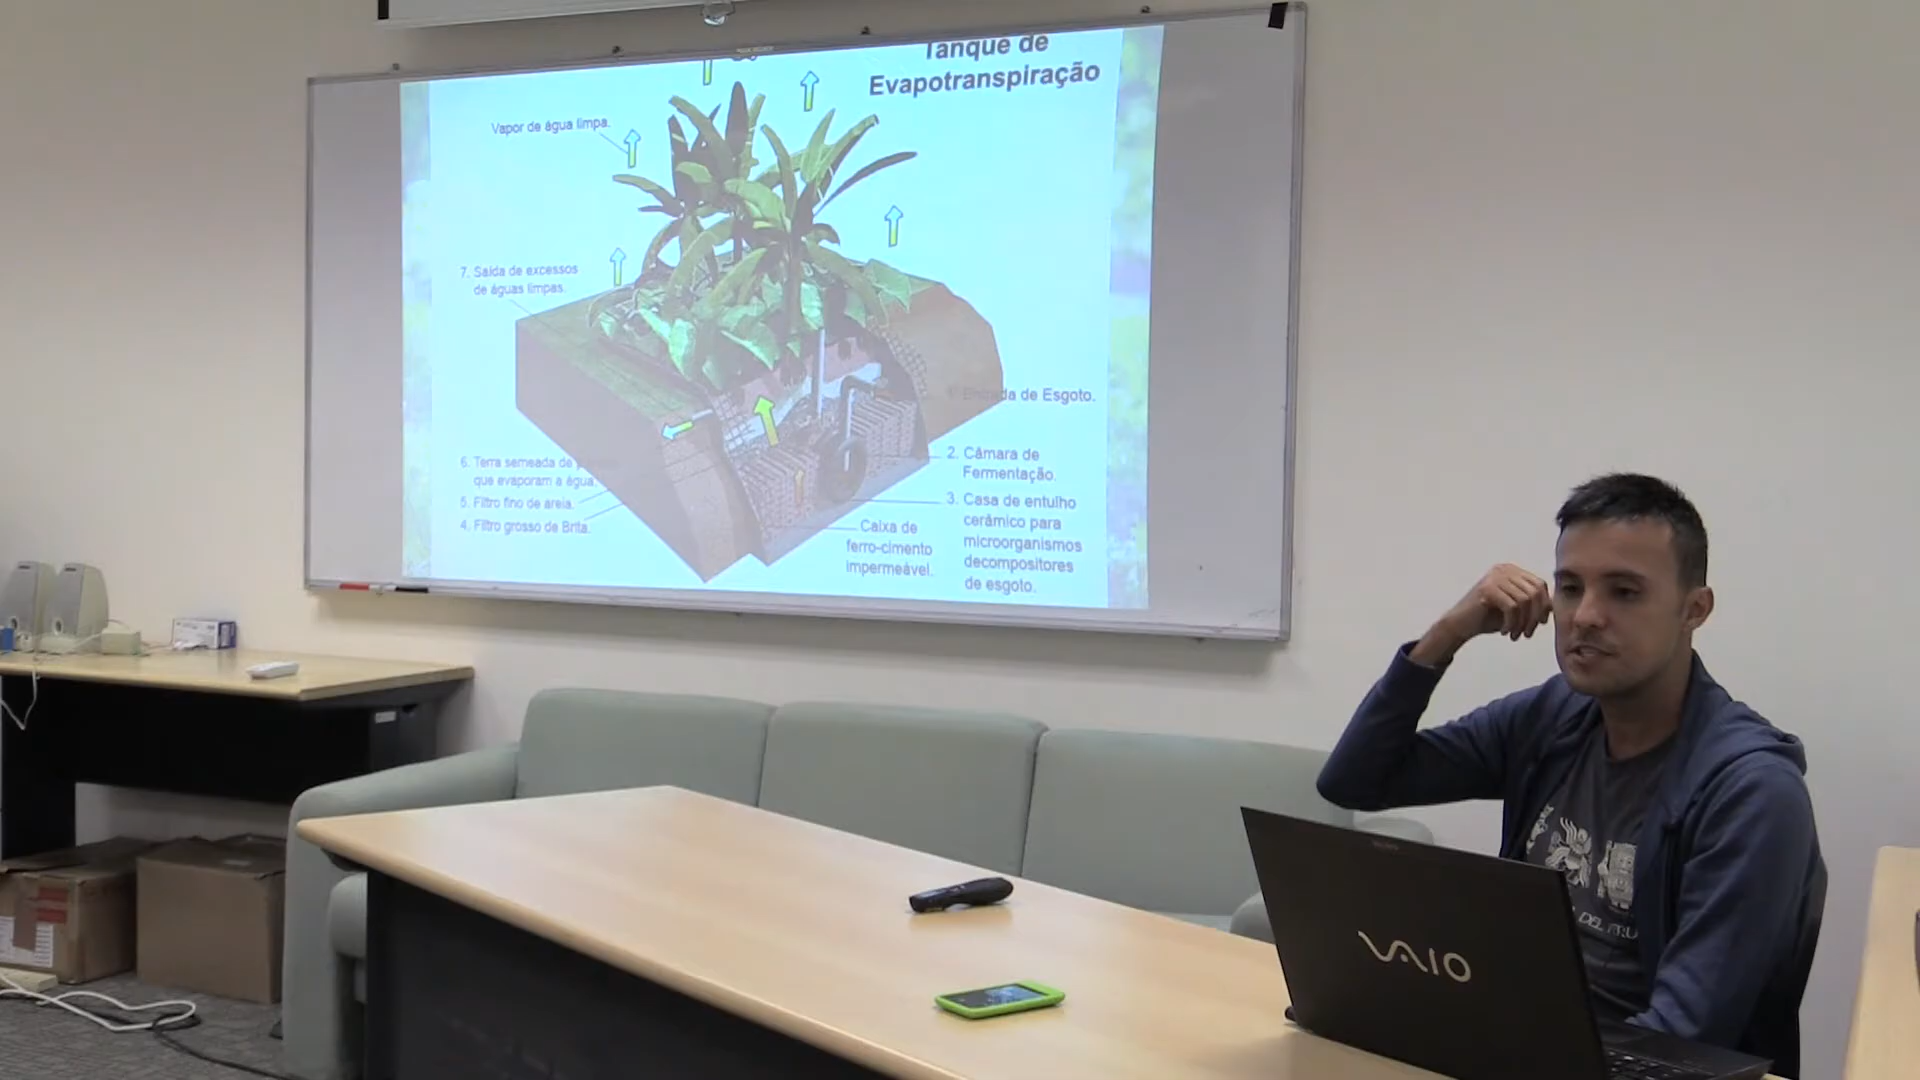 Tanque de
Evapotranspiração
Vapor de água limpa.
7. Saída de excessos
de águas limpas.
Entrada de Esgoto.
6. Terra semeada de
que evaporam a água.
5. Filtro fino de areia.
4. Filtro grosso de Brita.
2. Câmara de
Fermentação.
3. Casa de entulho
cerâmico para
microorganismos
decompositores
de esgoto.
Caixa de
ferro-cimento
impermeável.
VAIO
DEL